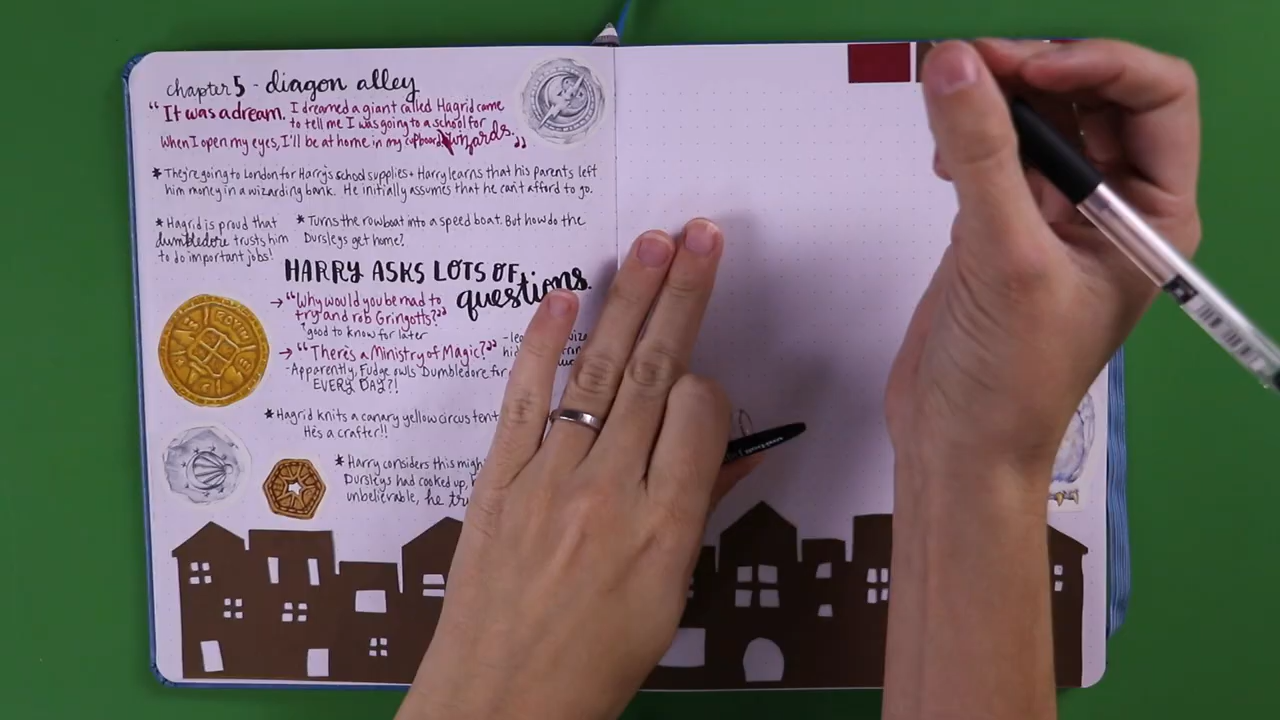 chapter 5 - diagon alley
"It was a dream. I dreamed a giant called Hagrid came
to tell me I was going to a school for
When I open my eyes, I'll be at home in my cupboard wizards."
* They're going to London for Harry's school supplies + Harry learns that his parents left
him money in a wizarding bank. He initially assumes that he can't afford to go.
* Hagrid is proud that
dumbledore trusts him
to do important jobs!
* Turns the rowboat into a speed boat. But how do the
Dursleys get home?
HARRY ASKS LOTS OF
questions.
→ "Why would you be mad to
try and rob Gringotts?"
good to know for later
→ "There's a Ministry of Magic?"
- Apparently, Fudge owls Dumbledore for
EVERY DAY?!
* Hagrid knits a canary yellow circus tent
He's a crafter!!
* Harry considers this
Dursleys had cooked up,
unbelievable, he